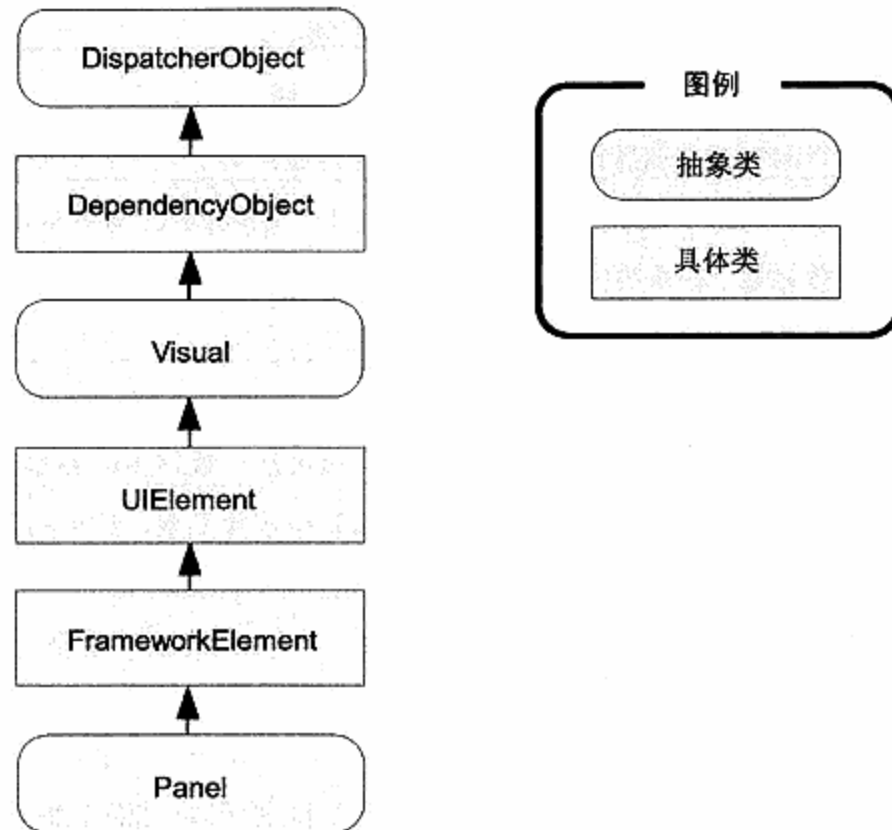 DispatcherObject
DependencyObject
Visual
UIElement
FrameworkElement
Panel
图例
抽象类
具体类